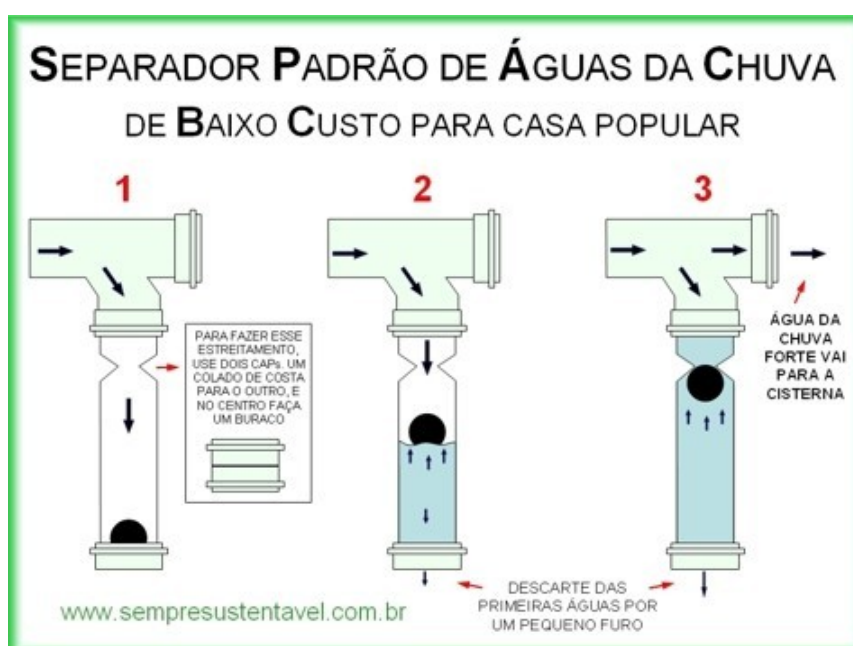 SEPARADOR PADRÃO DE ÁGUAS DA CHUVA
DE BAIXO CUSTO PARA CASA POPULAR
1
2
3
PARA FAZER ESSE
ESTREITAMENTO,
USE DOIS CAPs. UM
COLADO DE COSTA
PARA O OUTRO, E
NO CENTRO FAÇA
UM BURACO
ÁGUA DA
CHUVA
FORTE VAI
PARA A
CISTERNA
DESCARTE DAS
PRIMEIRAS ÁGUAS POR
UM PEQUENO FURO
www.sempresustentavel.com.br